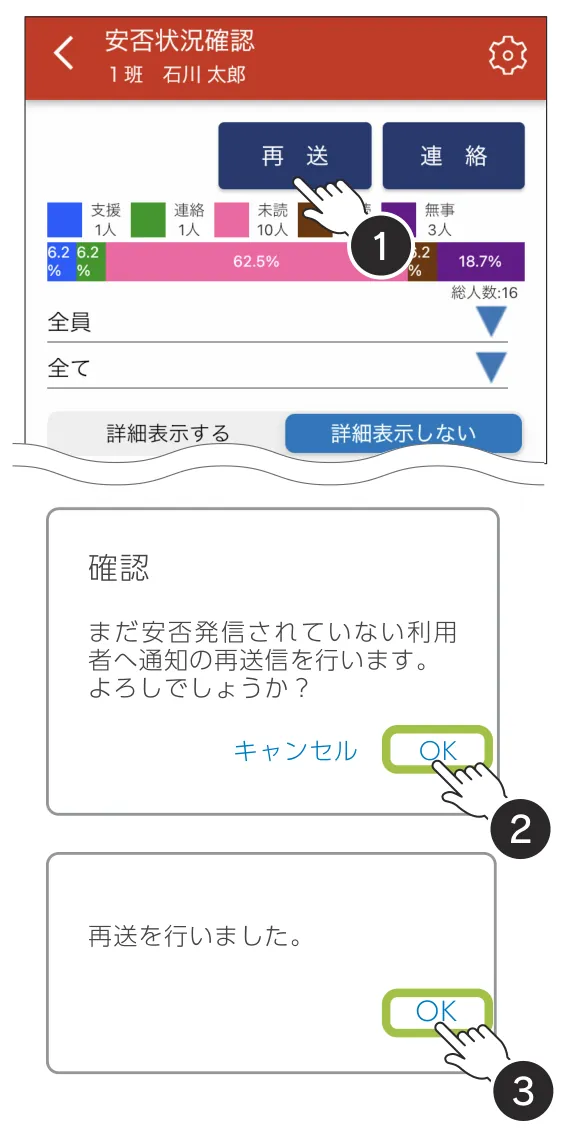 安否状況確認
1班 石川 太郎
再 送
連 絡
支援
1人
連絡
1人
未読
10人
無事
3人
6.2
%
6.2
%
62.5%
6.2
18.7%
1
総人数:16
全員
全て
詳細表示する
詳細表示しない
確認
まだ安否発信されていない利用
者へ通知の再送信を行います。
よろしでしょうか？
キャンセル
OK
2
再送を行いました。
OK
3